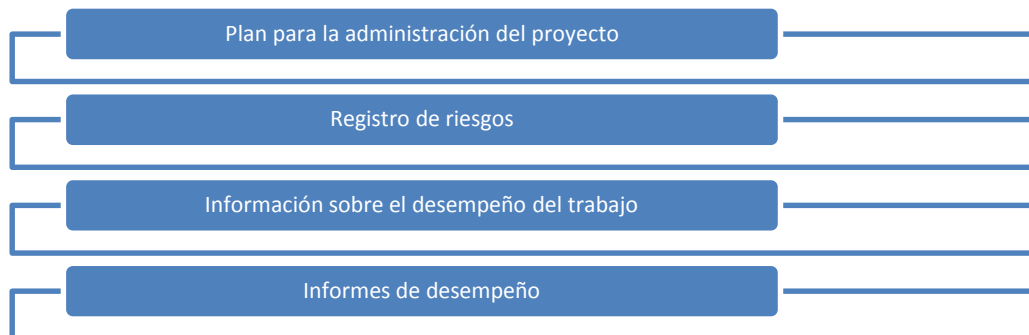 Plan para la administración del proyecto
Registro de riesgos
Información sobre el desempeño del trabajo
Informes de desempeño